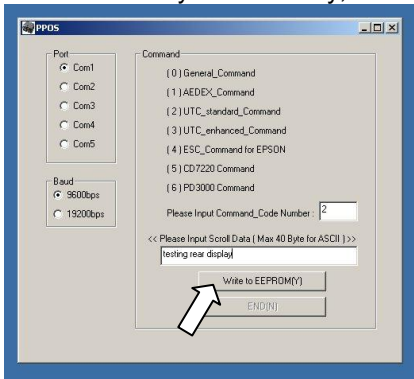 PPOS
Port
Com1
Com2
Com3
Com4
Com5
Baud
9600bps
19200bps
Command
( 0 ) General_Command
( 1 ) AEDEX_Command
( 2 ) UTC_standard_Command
( 3 ) UTC_enhanced_Command
( 4 ) ESC_Command for EPSON
( 5 ) CD7220 Command
( 6 ) PD3000 Command
Please Input Command_Code Number : 2
<< Please Input Scroll Data ( Max 40 Byte for ASCII ) >>
testing rear display
Write to EEPROM(Y)
END(N)